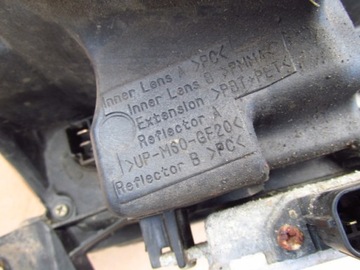 Inner Lens A >PC<
Inner Lens B >PMMA<
Extension >PBT+PET<
Reflector A
>UP-M60-GF20<
Reflector B >PC<